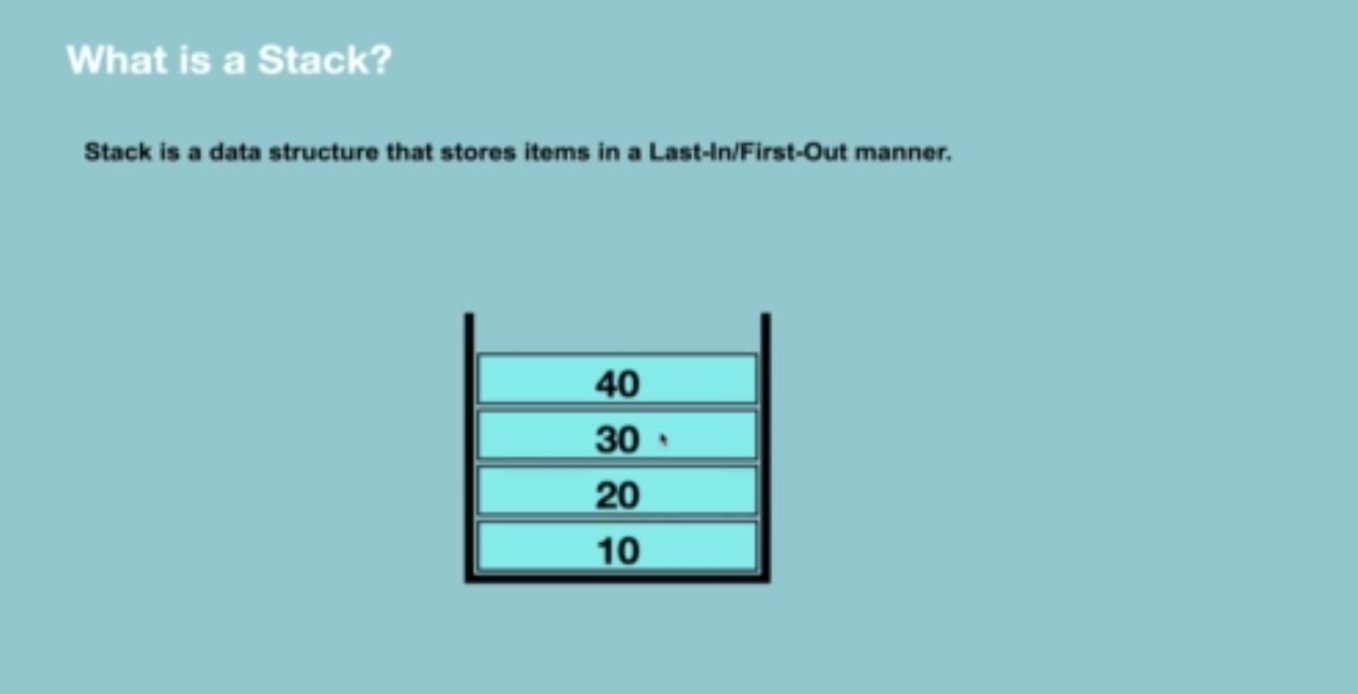 What is a Stack?
Stack is a data structure that stores items in a Last-In/First-Out manner.
40
30
20
10